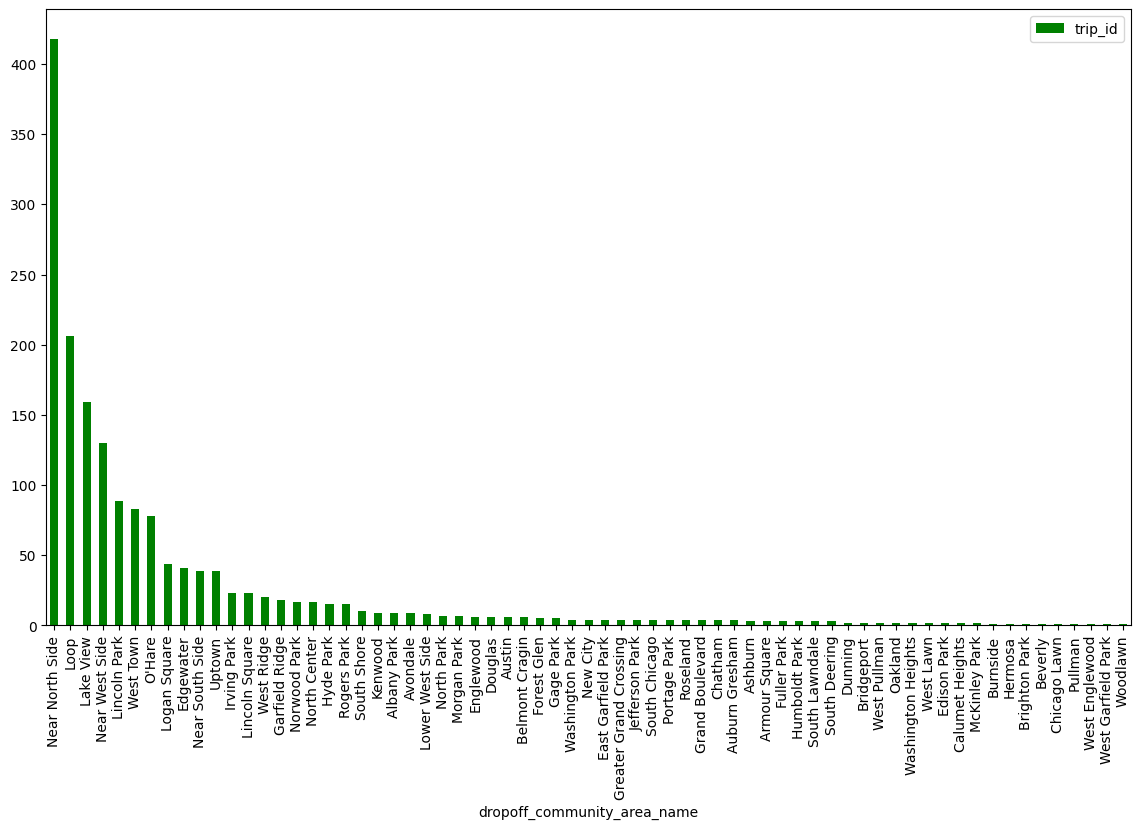 trip_id
400
350
300
250
200
150
100
50
0
Near North Side
Loop
Lake View
Near West Side
Lincoln Park
West Town
O'Hare
Logan Square
Edgewater
Near South Side
Uptown
Irving Park
Lincoln Square
West Ridge
Garfield Ridge
Norwood Park
North Center
Hyde Park
Rogers Park
South Shore
Kenwood
Albany Park
Avondale
Lower West Side
North Park
Morgan Park
Englewood
Douglas
Austin
Belmont Cragin
Forest Glen
Gage Park
Washington Park
New City
East Garfield Park
Greater Grand Crossing
Jefferson Park
South Chicago
Portage Park
Roseland
Grand Boulevard
Chatham
Auburn Gresham
Ashburn
Armour Square
Fuller Park
Humboldt Park
South Lawndale
South Deering
Dunning
Bridgeport
West Pullman
Oakland
Washington Heights
West Lawn
Edison Park
Calumet Heights
McKinley Park
Burnside
Hermosa
Brighton Park
Beverly
Chicago Lawn
Pullman
West Englewood
West Garfield Park
Woodlawn
dropoff_community_area_name